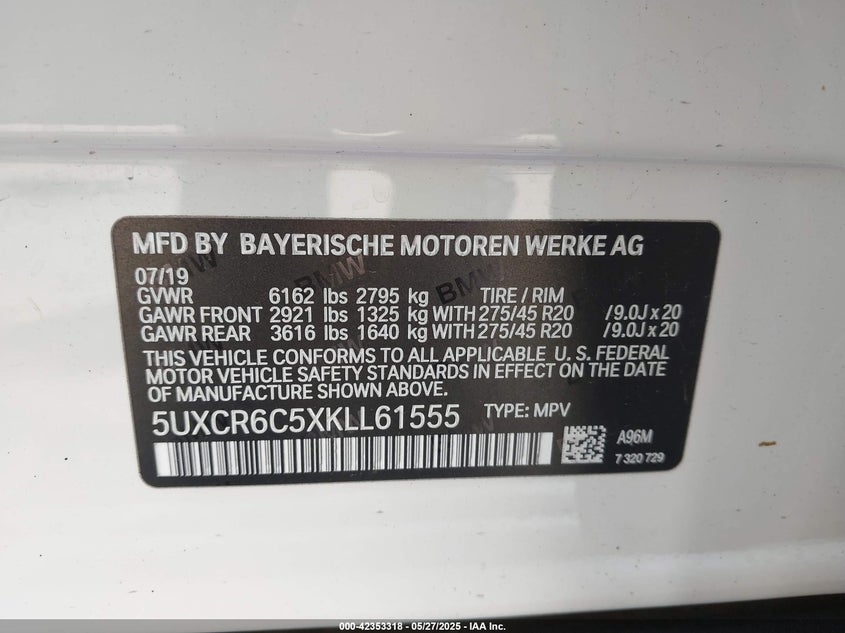 MFD BY BAYERISCHE MOTOREN WERKE AG
07/19
GVWR 6162 lbs 2795 kg TIRE / RIM
GAWR FRONT 2921 lbs 1325 kg WITH 275/45 R20 /9.0J x 20
GAWR REAR 3616 lbs 1640 kg WITH 275/45 R20 /9.0J x 20
THIS VEHICLE CONFORMS TO ALL APPLICABLE U. S. FEDERAL
MOTOR VEHICLE SAFETY STANDARDS IN EFFECT ON THE DATE
OF MANUFACTURE SHOWN ABOVE.
5UXCR6C5XKLL61555 TYPE: MPV
A96M
7 320 729
BMW
BMW
000-42353318 - 05/27/2025 - IAA Inc.